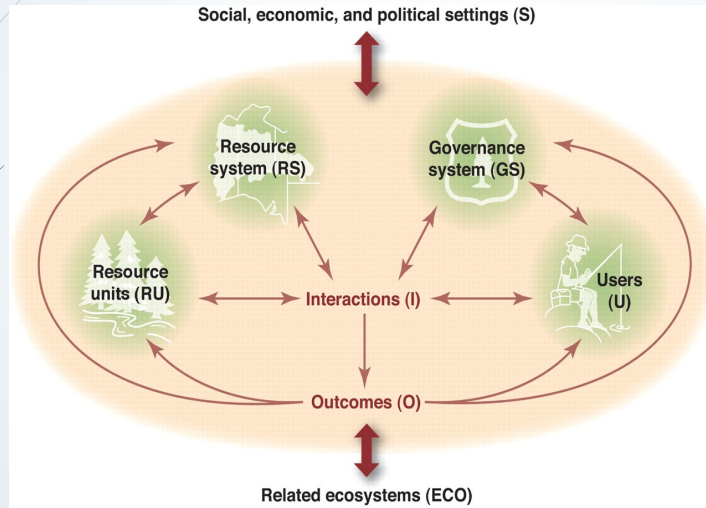 Social, economic, and political settings (S)
Resource
system (RS)
Governance
system (GS)
Resource
units (RU)
Interactions (I)
Users
(U)
Outcomes (O)
Related ecosystems (ECO)